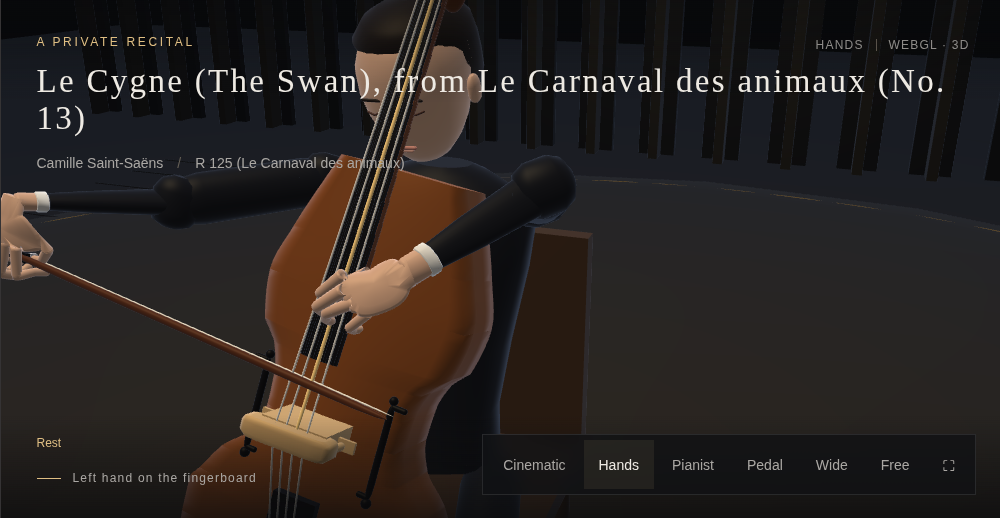 A PRIVATE RECITAL
HANDS | WEBGL · 3D
Le Cygne (The Swan), from Le Carnaval des animaux (No.
13)
Camille Saint-Saëns / R 125 (Le Carnaval des animaux)
Rest
Left hand on the fingerboard
Cinematic Hands Pianist Pedal Wide Free